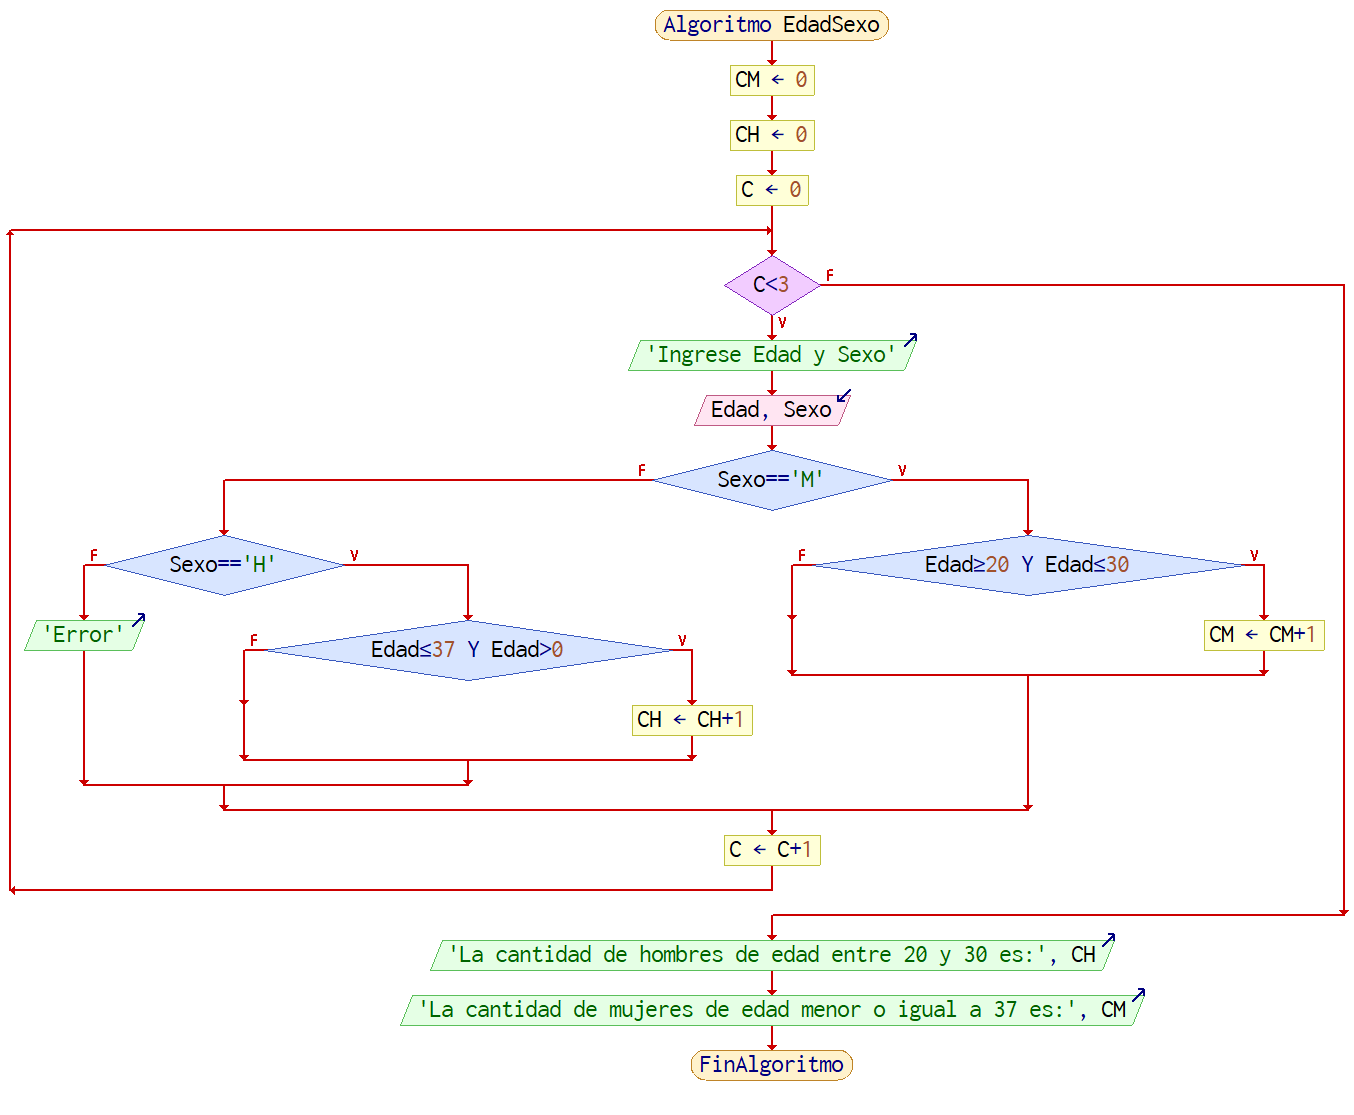 Algoritmo EdadSexo
CM ← 0
CH ← 0
C ← 0
C<3
F
V
'Ingrese Edad y Sexo'
Edad, Sexo
F
Sexo=='M'
V
F
Sexo=='H'
V
F
Edad≥20 Y Edad≤30
V
'Error'
F
Edad≤37 Y Edad>0
V
CM ← CM+1
CH ← CH+1
C ← C+1
'La cantidad de hombres de edad entre 20 y 30 es:', CH
'La cantidad de mujeres de edad menor o igual a 37 es:', CM
FinAlgoritmo